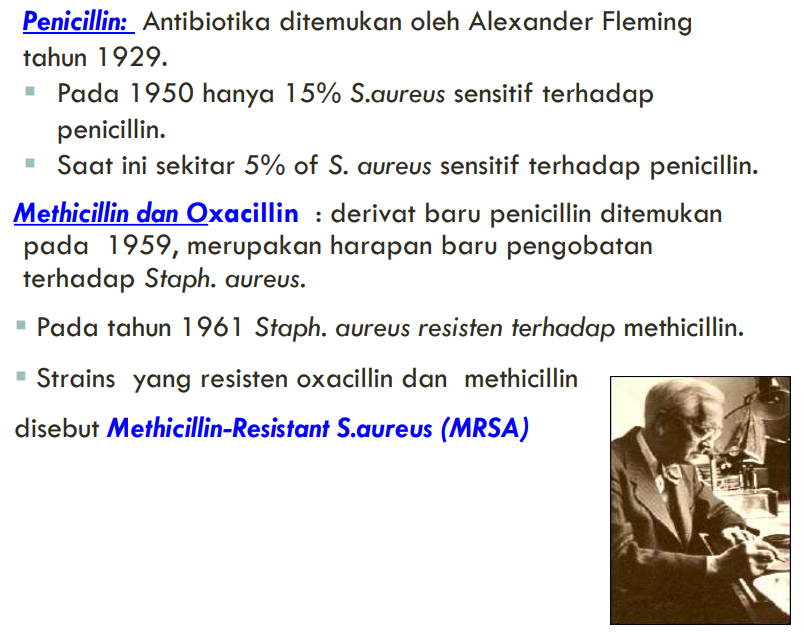 Penicillin: Antibiotika ditemukan oleh Alexander Fleming
tahun 1929.
▪ Pada 1950 hanya 15% S.aureus sensitif terhadap
penicillin.
▪ Saat ini sekitar 5% of S. aureus sensitif terhadap penicillin.
Methicillin dan Oxacillin : derivat baru penicillin ditemukan
pada 1959, merupakan harapan baru pengobatan
terhadap Staph. aureus.
▪ Pada tahun 1961 Staph. aureus resisten terhadap methicillin.
▪ Strains yang resisten oxacillin dan methicillin
disebut Methicillin-Resistant S.aureus (MRSA)